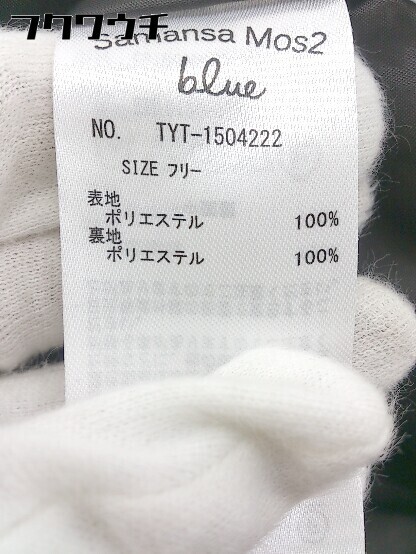 フクウチ
Samansa Mos2
blue
NO. TYT-1504222
SIZE フリー
表地
ポリエステル 100%
裏地
ポリエステル 100%